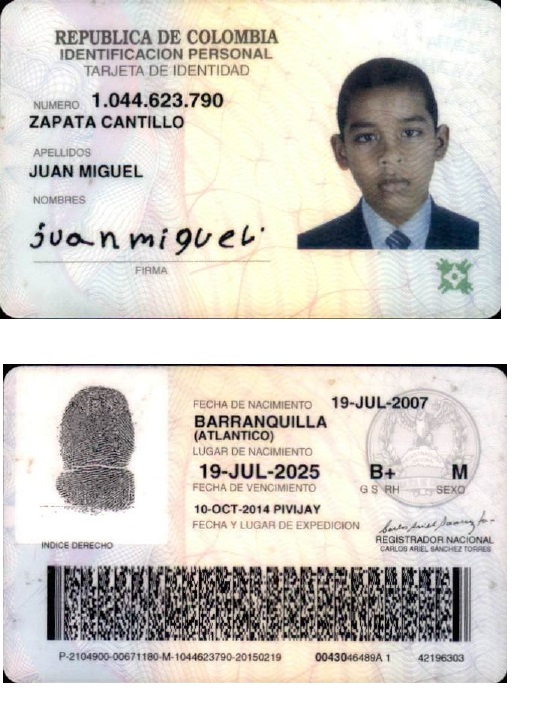 REPUBLICA DE COLOMBIA
IDENTIFICACION PERSONAL
TARJETA DE IDENTIDAD
NUMERO 1.044.623.790
ZAPATA CANTILLO
APELLIDOS
JUAN MIGUEL
NOMBRES
juan miguel
FIRMA
FECHA DE NACIMIENTO 19-JUL-2007
BARRANQUILLA
(ATLANTICO)
LUGAR DE NACIMIENTO
19-JUL-2025 B+ M
FECHA DE VENCIMIENTO G S RH SEXO
10-OCT-2014 PIVIJAY
FECHA Y LUGAR DE EXPEDICION
REGISTRADOR NACIONAL
CARLOS ARIEL SANCHEZ TORRES
INDICE DERECHO
P-2104900-00671180-M-1044623790-20150219 0043046489A 1 42196303